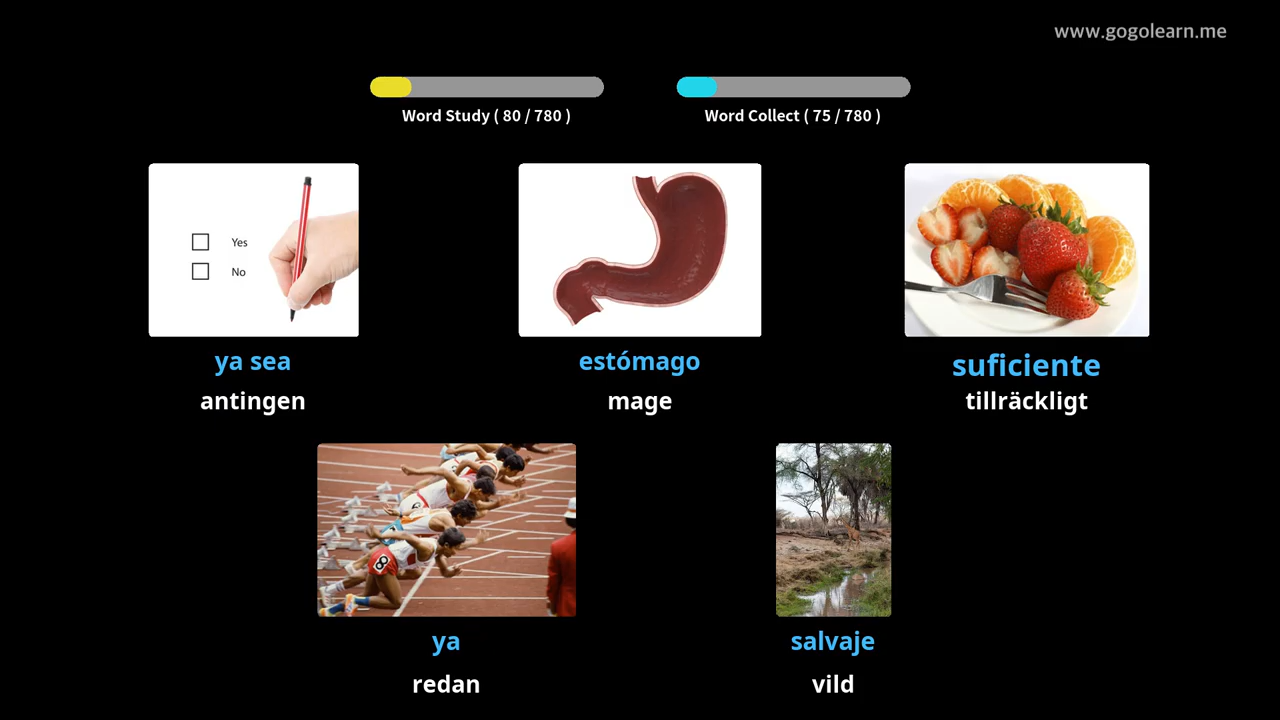 www.gogolearn.me
Word Study ( 80 / 780 )
Word Collect ( 75 / 780 )
Yes
No
ya sea
estómago
suficiente
antingen
mage
tillräckligt
8
ya
salvaje
redan
vild